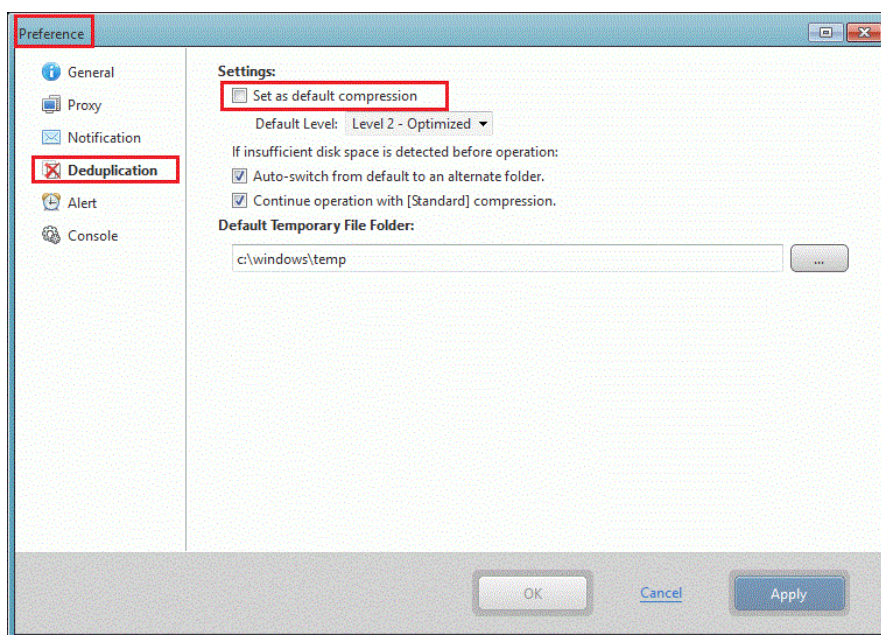 Preference
General
Proxy
Notification
Deduplication
Alert
Console
Settings:
Set as default compression
Default Level: Level 2 - Optimized
If insufficient disk space is detected before operation:
Auto-switch from default to an alternate folder.
Continue operation with [Standard] compression.
Default Temporary File Folder:
c:\windows\temp
...
OK
Cancel
Apply